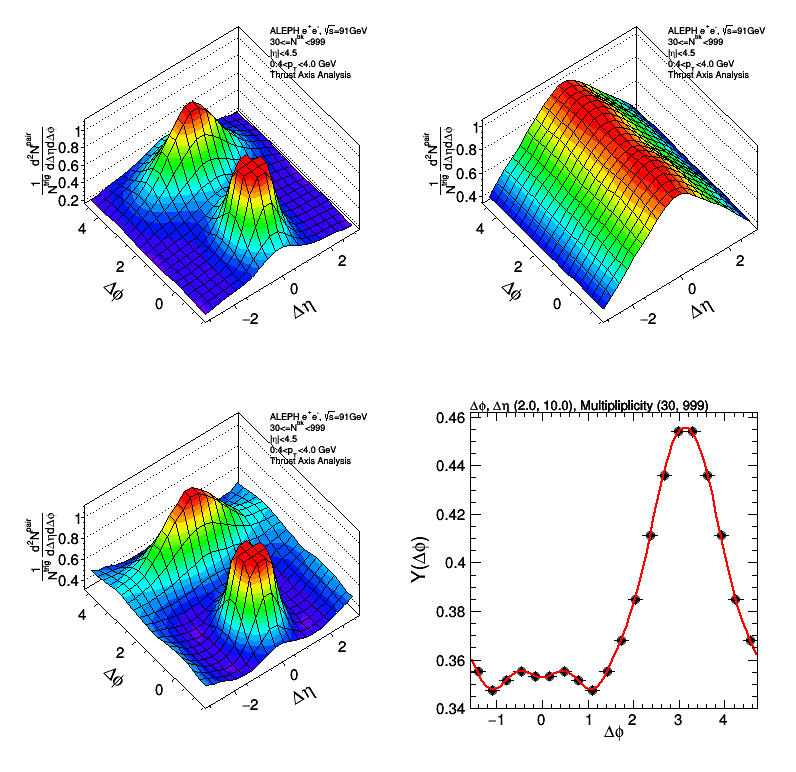 ALEPH e⁺e⁻, √s=91GeV
30<=N^trk<999
|η|<4.5
0.4<p_T<4.0 GeV
Thrust Axis Analysis
1/N^trig d²N^pair/dΔηdΔϕ
1
0.8
0.6
0.4
0.2
4
2
0
Δϕ
−2
0
2
Δη
ALEPH e⁺e⁻, √s=91GeV
30<=N^trk<999
|η|<4.5
0.4<p_T<4.0 GeV
Thrust Axis Analysis
1/N^trig d²N^pair/dΔηdΔϕ
1
0.8
0.6
0.4
4
2
0
Δϕ
−2
0
2
Δη
ALEPH e⁺e⁻, √s=91GeV
30<=N^trk<999
|η|<4.5
0.4<p_T<4.0 GeV
Thrust Axis Analysis
1/N^trig d²N^pair/dΔηdΔϕ
1
0.8
0.6
0.4
4
2
0
Δϕ
−2
0
2
Δη
Δϕ, Δη (2.0, 10.0), Multipliplicity (30, 999)
Y(Δϕ)
0.46
0.44
0.42
0.4
0.38
0.36
0.34
−1 0 1 2 3 4
Δϕ